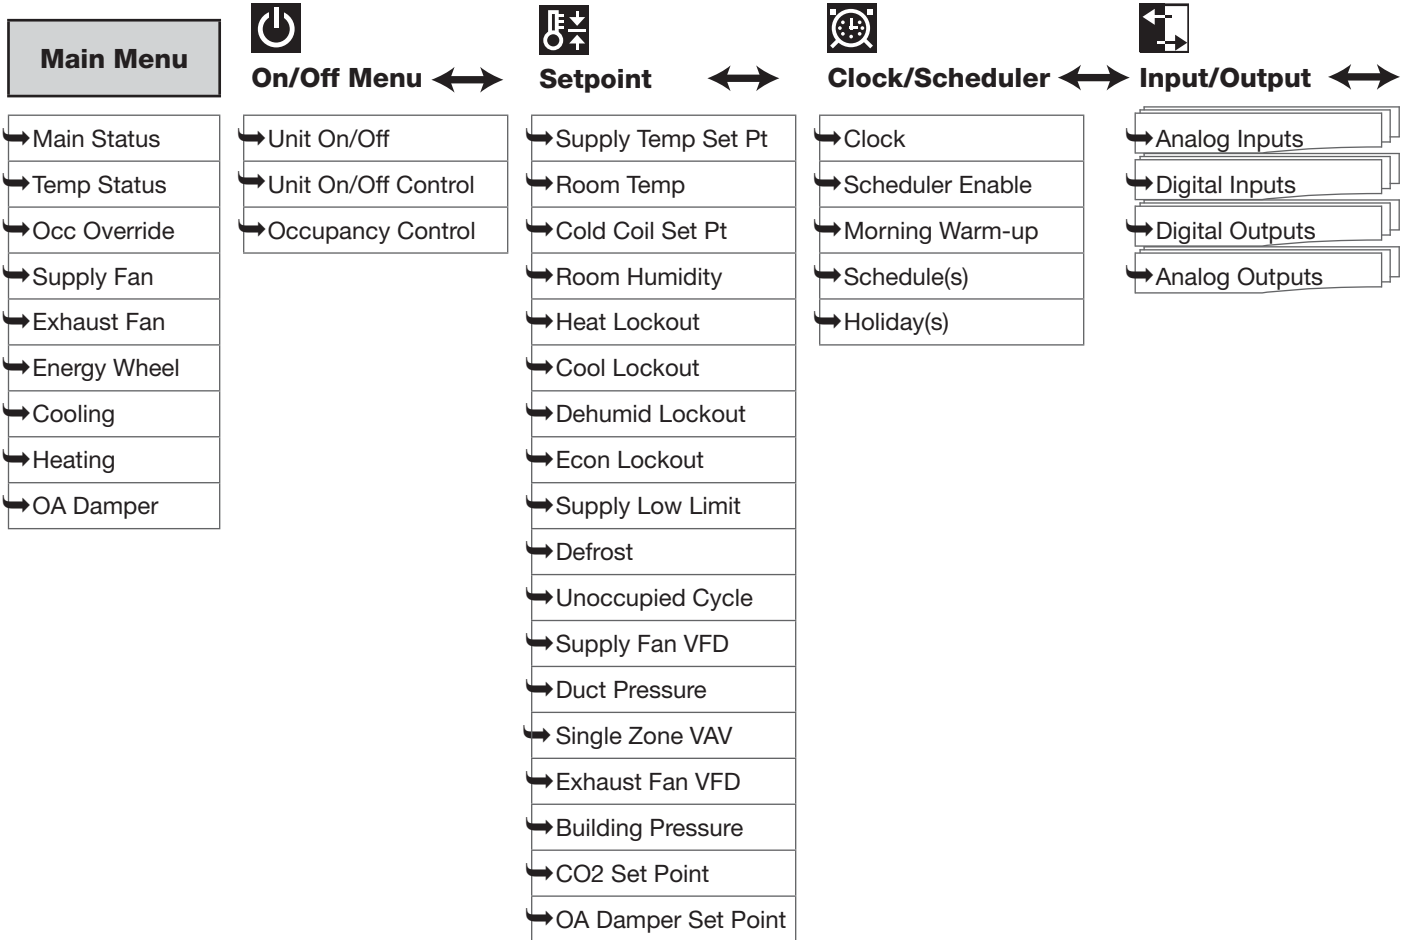 Main Menu
Main Status
Temp Status
Occ Override
Supply Fan
Exhaust Fan
Energy Wheel
Cooling
Heating
OA Damper
On/Off Menu
Unit On/Off
Unit On/Off Control
Occupancy Control
Setpoint
Supply Temp Set Pt
Room Temp
Cold Coil Set Pt
Room Humidity
Heat Lockout
Cool Lockout
Dehumid Lockout
Econ Lockout
Supply Low Limit
Defrost
Unoccupied Cycle
Supply Fan VFD
Duct Pressure
Single Zone VAV
Exhaust Fan VFD
Building Pressure
CO2 Set Point
OA Damper Set Point
Clock/Scheduler
Clock
Scheduler Enable
Morning Warm-up
Schedule(s)
Holiday(s)
Input/Output
Analog Inputs
Digital Inputs
Digital Outputs
Analog Outputs